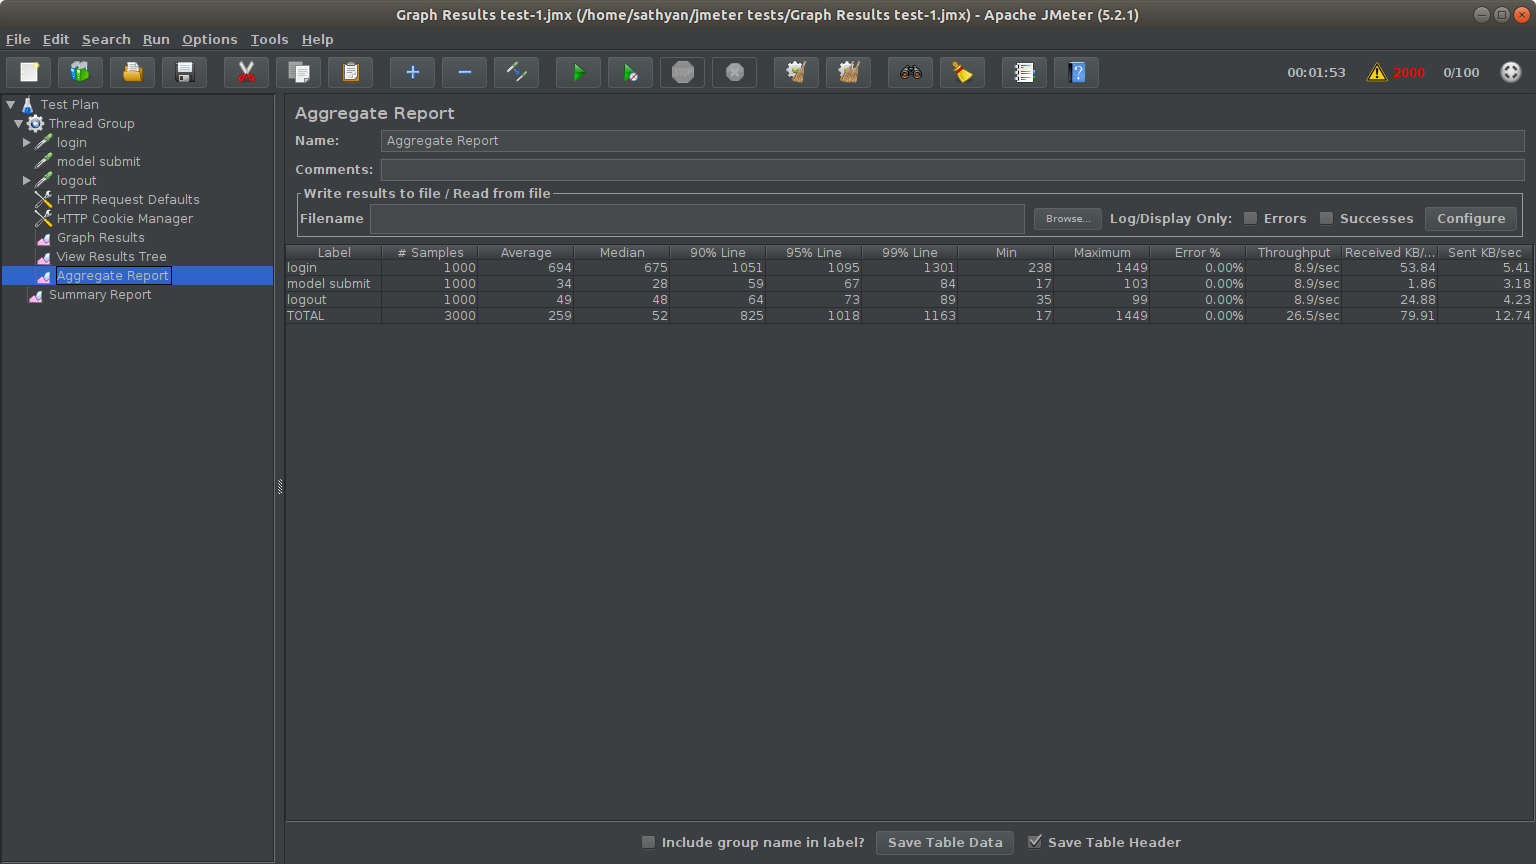 Graph Results test-1.jmx (/home/sathyan/jmeter tests/Graph Results test-1.jmx) - Apache JMeter (5.2.1)
File Edit Search Run Options Tools Help
STOP 00:01:53 2000 0/100
Test Plan
Thread Group
login
model submit
logout
HTTP Request Defaults
HTTP Cookie Manager
Graph Results
View Results Tree
Aggregate Report
Summary Report
Aggregate Report
Name: Aggregate Report
Comments:
Write results to file / Read from file
Filename Browse... Log/Display Only: Errors Successes Configure
Label # Samples Average Median 90% Line 95% Line 99% Line Min Maximum Error % Throughput Received KB/... Sent KB/sec
login 1000 694 675 1051 1095 1301 238 1449 0.00% 8.9/sec 53.84 5.41
model submit 1000 34 28 59 67 84 17 103 0.00% 8.9/sec 1.86 3.18
logout 1000 49 48 64 73 89 35 99 0.00% 8.9/sec 24.88 4.23
TOTAL 3000 259 52 825 1018 1163 17 1449 0.00% 26.5/sec 79.91 12.74
Include group name in label? Save Table Data Save Table Header